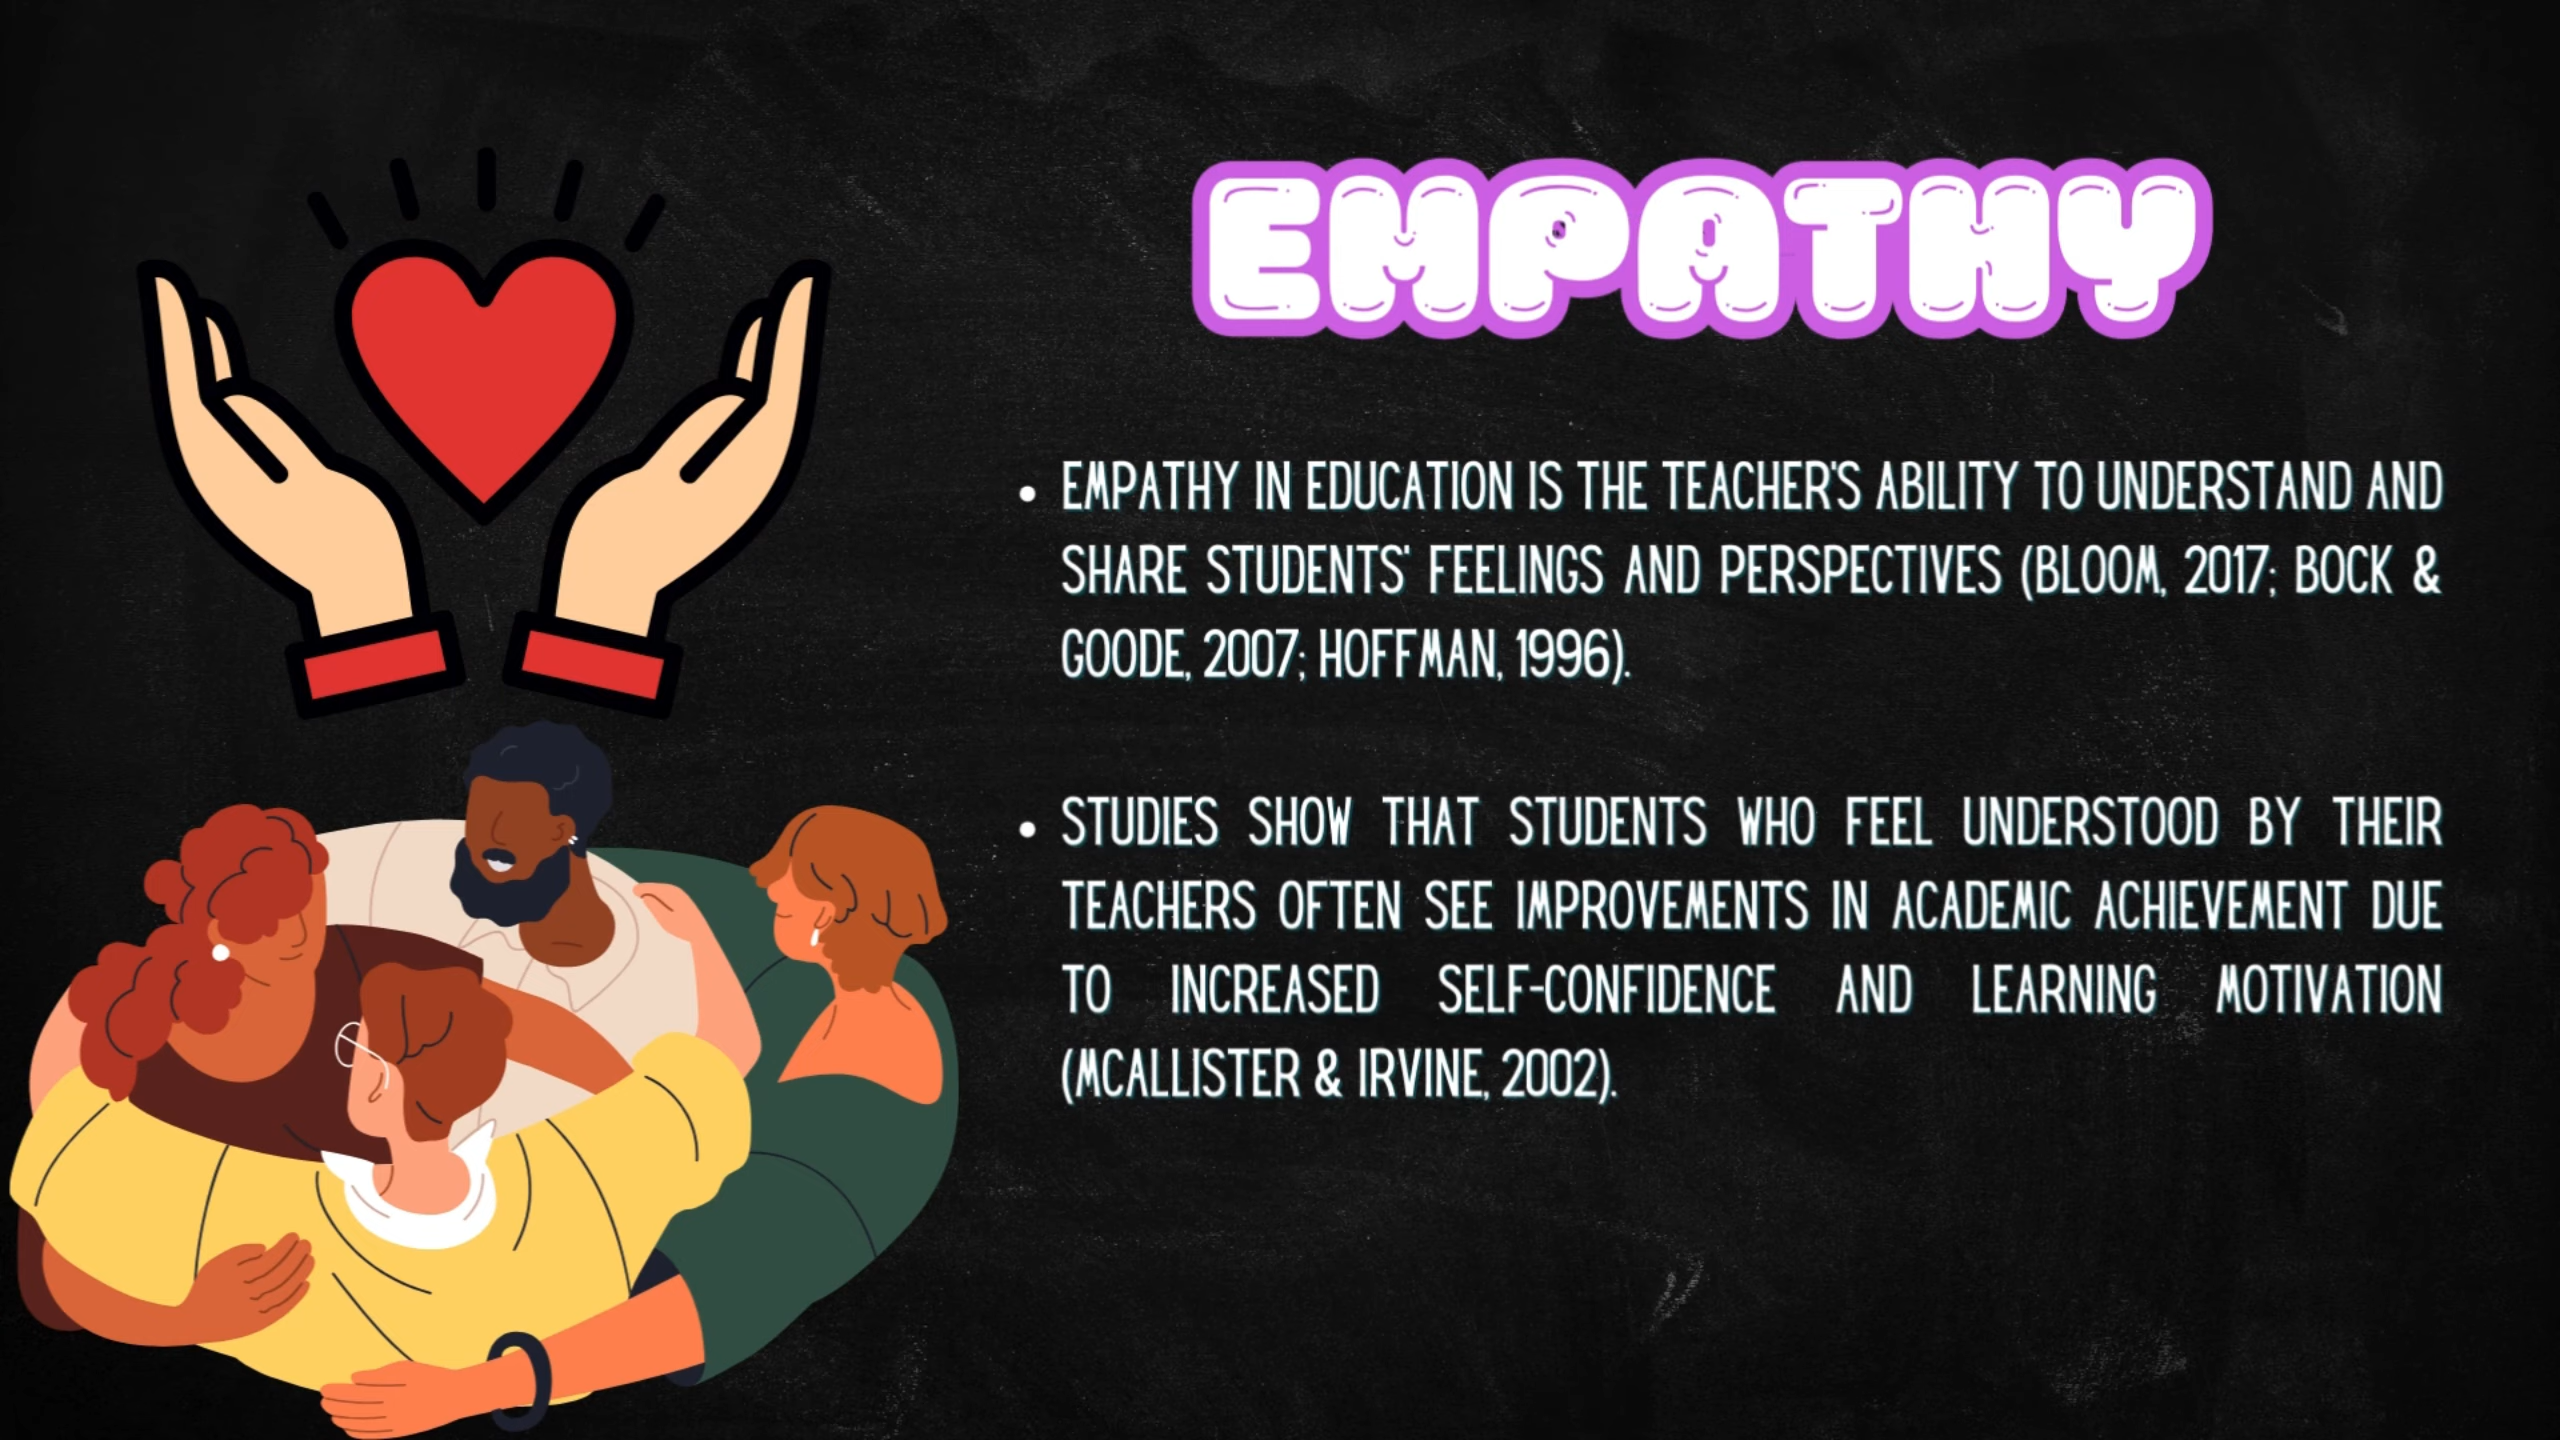 EMPATHY
• EMPATHY IN EDUCATION IS THE TEACHER'S ABILITY TO UNDERSTAND AND
SHARE STUDENTS' FEELINGS AND PERSPECTIVES (BLOOM, 2017; BOCK &
GOODE, 2007; HOFFMAN, 1996).
• STUDIES SHOW THAT STUDENTS WHO FEEL UNDERSTOOD BY THEIR
TEACHERS OFTEN SEE IMPROVEMENTS IN ACADEMIC ACHIEVEMENT DUE
TO INCREASED SELF-CONFIDENCE AND LEARNING MOTIVATION
(MCALLISTER & IRVINE, 2002).